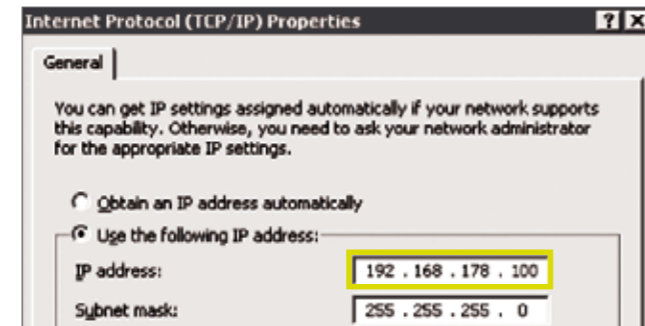 Internet Protocol (TCP/IP) Properties ? X
General
You can get IP settings assigned automatically if your network supports
this capability. Otherwise, you need to ask your network administrator
for the appropriate IP settings.
Obtain an IP address automatically
Use the following IP address:
IP address: 192 . 168 . 178 . 100
Subnet mask: 255 . 255 . 255 . 0